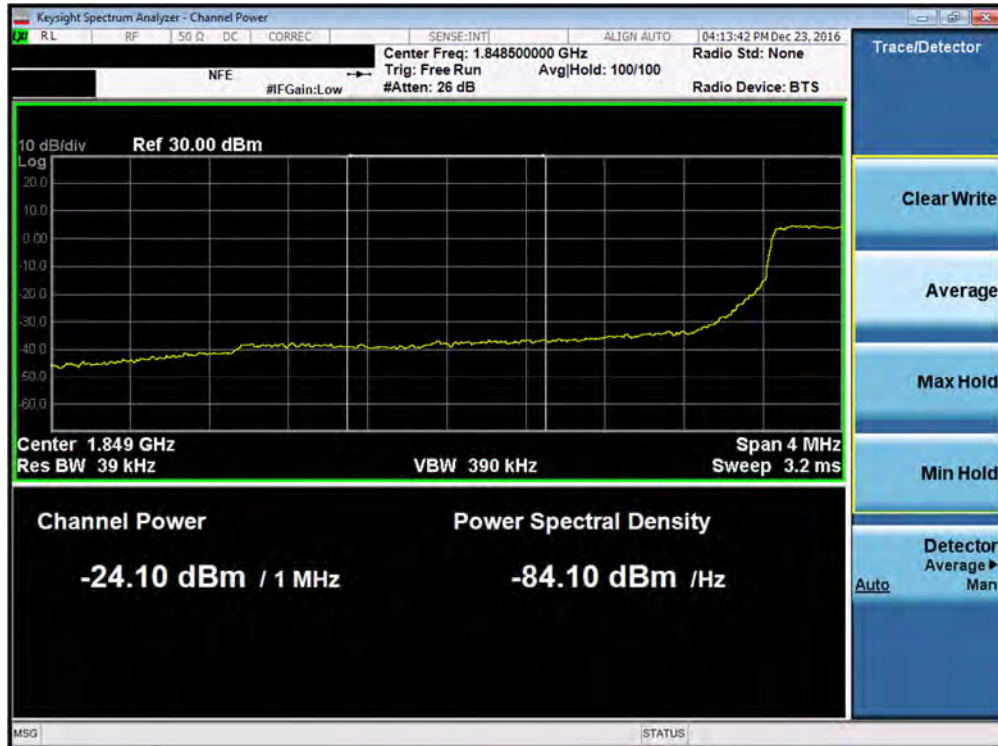 Keysight Spectrum Analyzer - Channel Power
LXI RL RF 50 Ω DC CORREC SENSE:INT ALIGN AUTO 04:13:42 PM Dec 23, 2016
Center Freq: 1.848500000 GHz Radio Std: None
NFE Trig: Free Run Avg|Hold: 100/100
#IFGain:Low #Atten: 26 dB Radio Device: BTS
10 dB/div Ref 30.00 dBm
Log
20.0
10.0
0.00
-10.0
-20.0
-30.0
-40.0
-50.0
-60.0
Center 1.849 GHz Span 4 MHz
Res BW 39 kHz VBW 390 kHz Sweep 3.2 ms
Channel Power Power Spectral Density
-24.10 dBm / 1 MHz -84.10 dBm /Hz
Trace/Detector
Clear Write
Average
Max Hold
Min Hold
Detector
Average
Auto Man
MSG STATUS